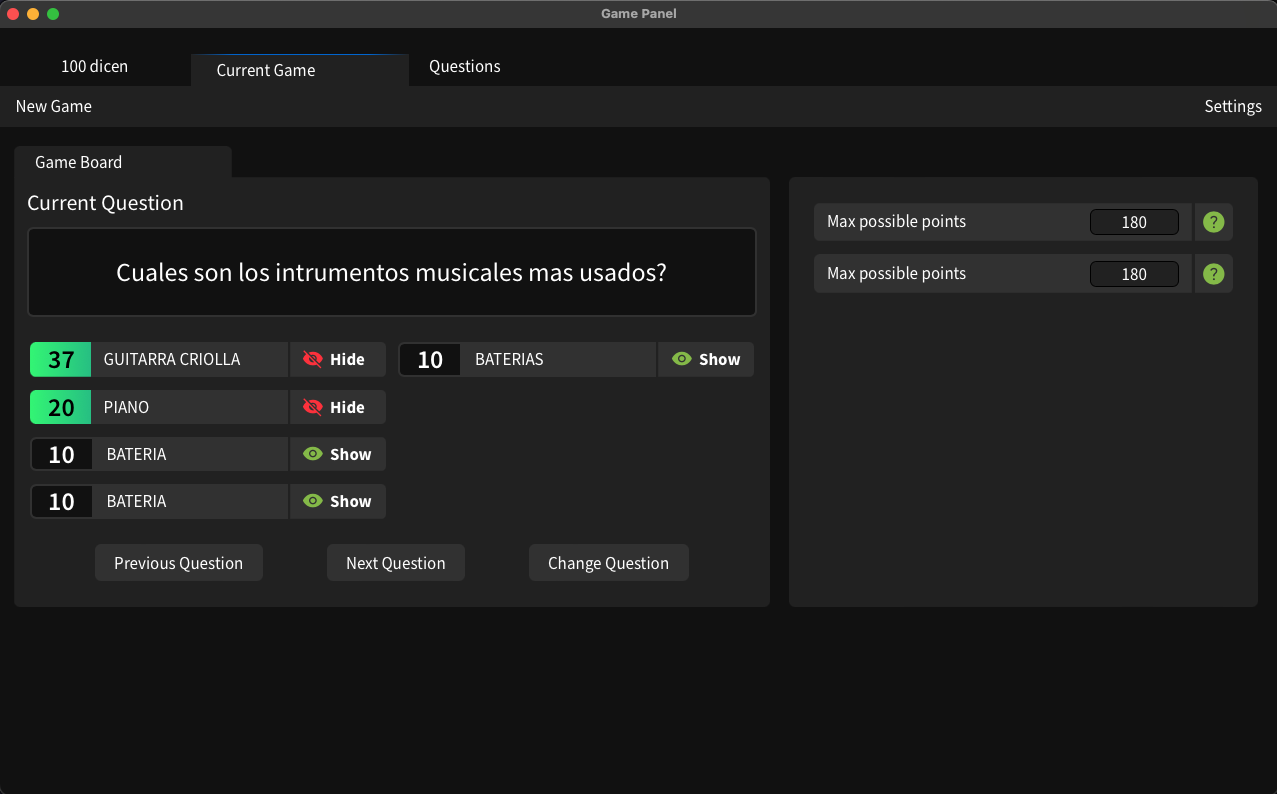 Game Panel
100 dicen
Current Game
Questions
New Game
Settings
Game Board
Current Question
Cuales son los intrumentos musicales mas usados?
37 GUITARRA CRIOLLA Hide
10 BATERIAS Show
20 PIANO Hide
10 BATERIA Show
10 BATERIA Show
Previous Question
Next Question
Change Question
Max possible points 180 ?
Max possible points 180 ?